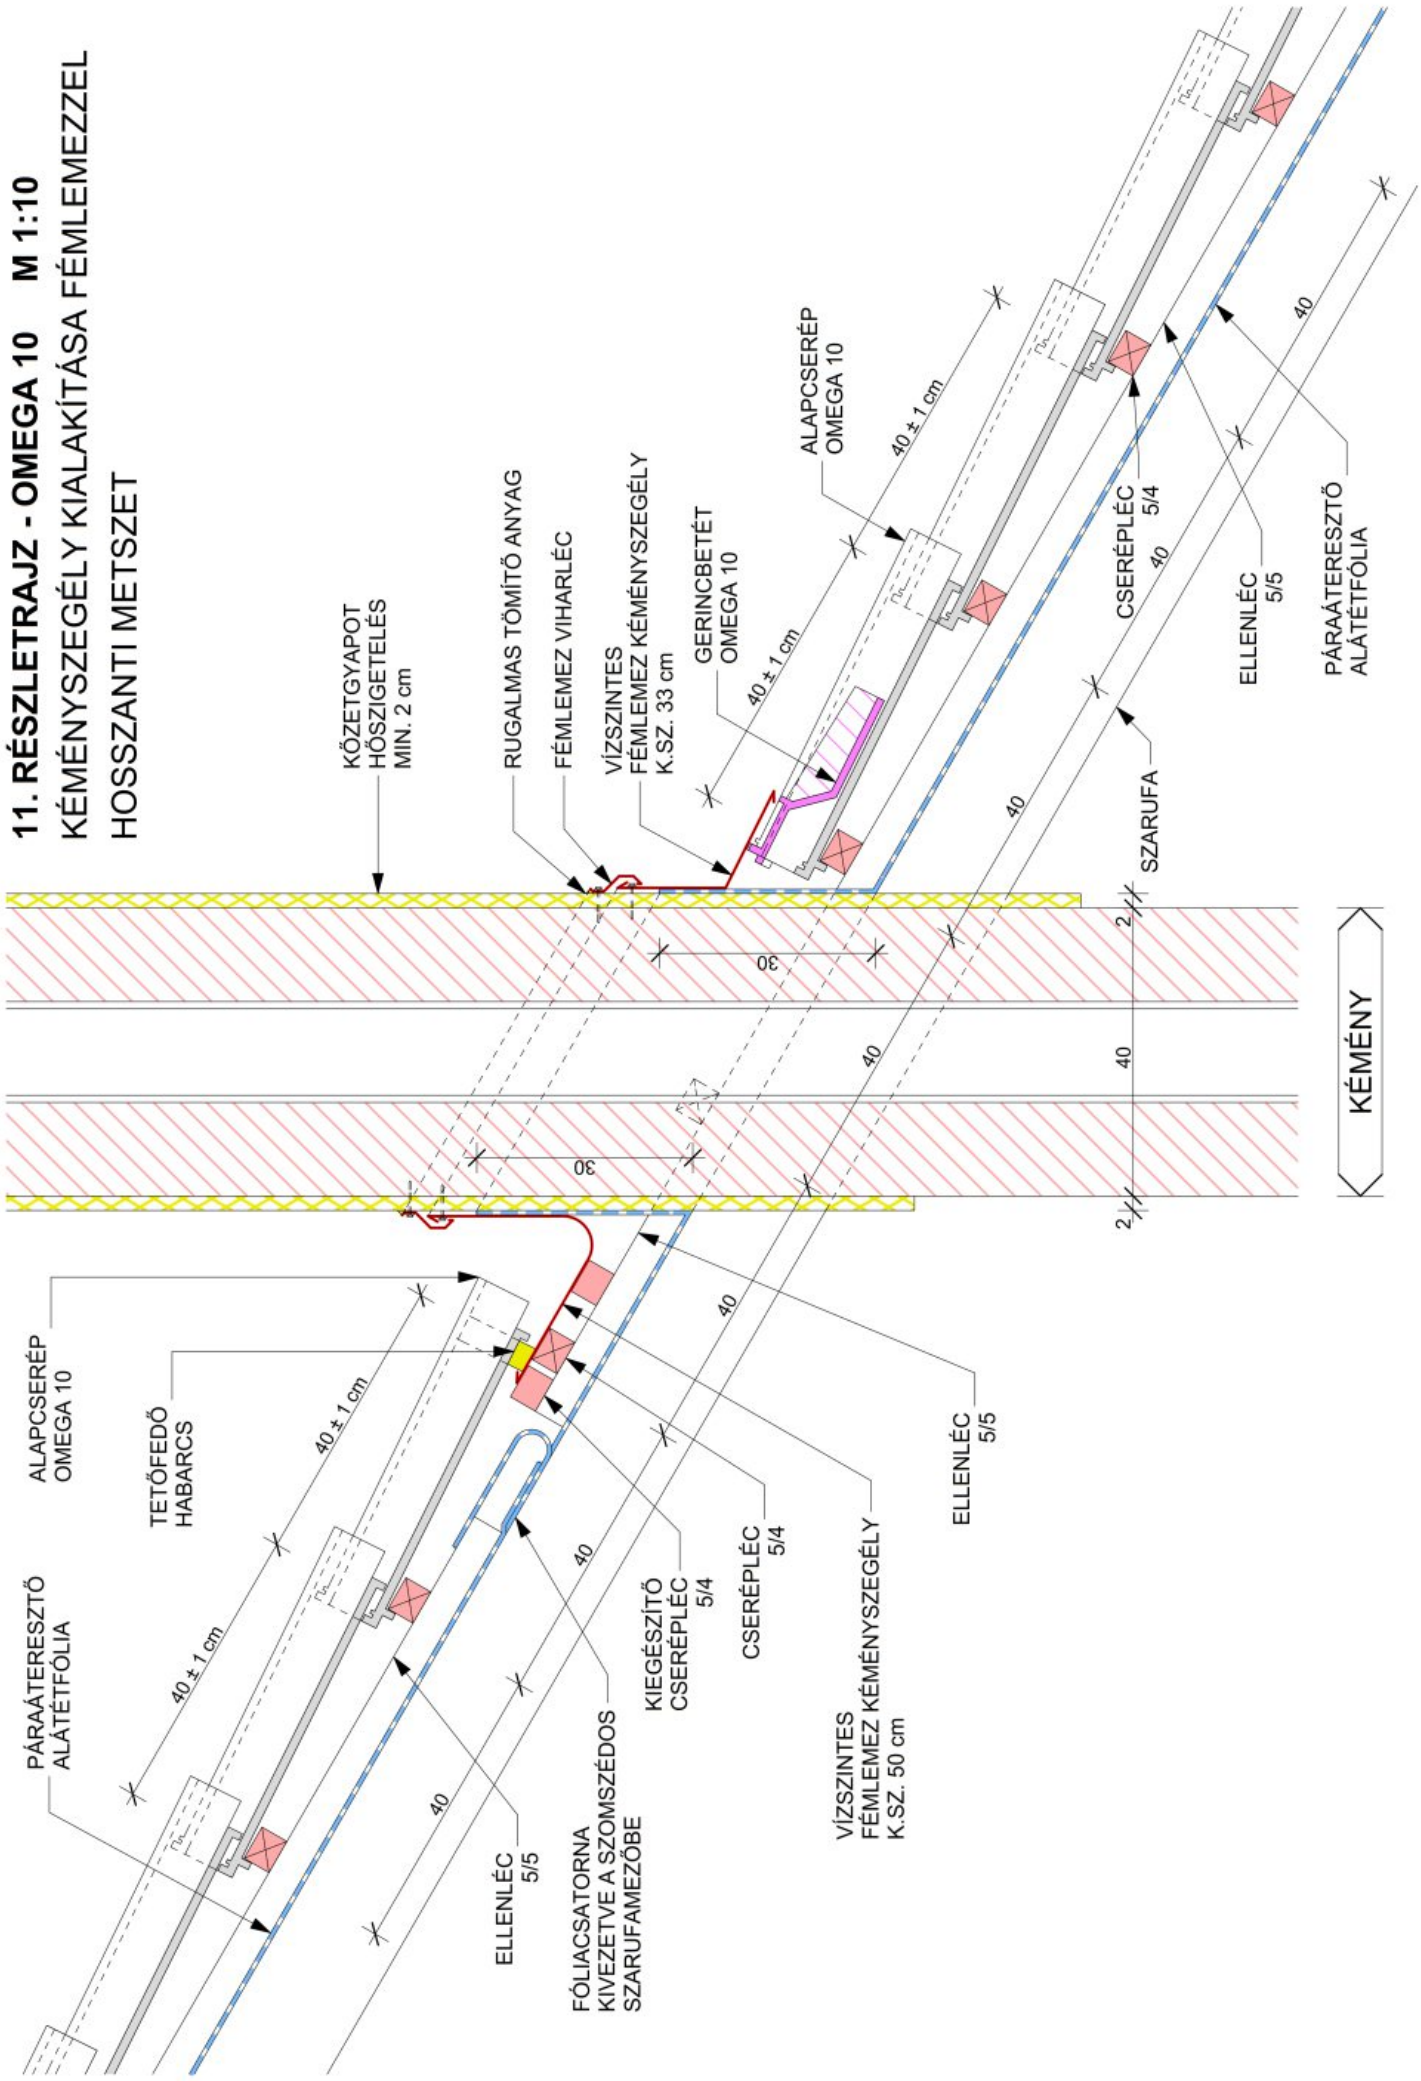 11. RÉSZLETRAJZ - OMEGA 10 M 1:10
KÉMÉNYSZEGÉLY KIALAKÍTÁSA FÉMLEMEZZEL
HOSSZANTI METSZET
KŐZETGYAPOT
HŐSZIGETELÉS
MIN. 2 cm
RUGALMAS TÖMÍTŐ ANYAG
FÉMLEMEZ VIHARLÉC
VÍZSZINTES
FÉMLEMEZ KÉMÉNYSZEGÉLY
K.SZ. 33 cm
GERINCBETÉT
OMEGA 10
ALAPCSERÉP
OMEGA 10
40 ± 1 cm
40 ± 1 cm
ALAPCSERÉP
OMEGA 10
TETŐFEDŐ
HABARCS
PÁRAÁTERESZTŐ
ALÁTÉTFÓLIA
40 ± 1 cm
40 ± 1 cm
30
30
40
40
40
40
40
40
40
40
ELLENLÉC
5/5
FÓLIACSATORNA
KIVEZETVE A SZOMSZÉDOS
SZARUFAMEZŐBE
KIEGÉSZÍTŐ
CSERÉPLÉC
5/4
CSERÉPLÉC
5/4
VÍZSZINTES
FÉMLEMEZ KÉMÉNYSZEGÉLY
K.SZ. 50 cm
ELLENLÉC
5/5
2
40
2
SZARUFA
CSERÉPLÉC
5/4
ELLENLÉC
5/5
PÁRAÁTERESZTŐ
ALÁTÉTFÓLIA
KÉMÉNY